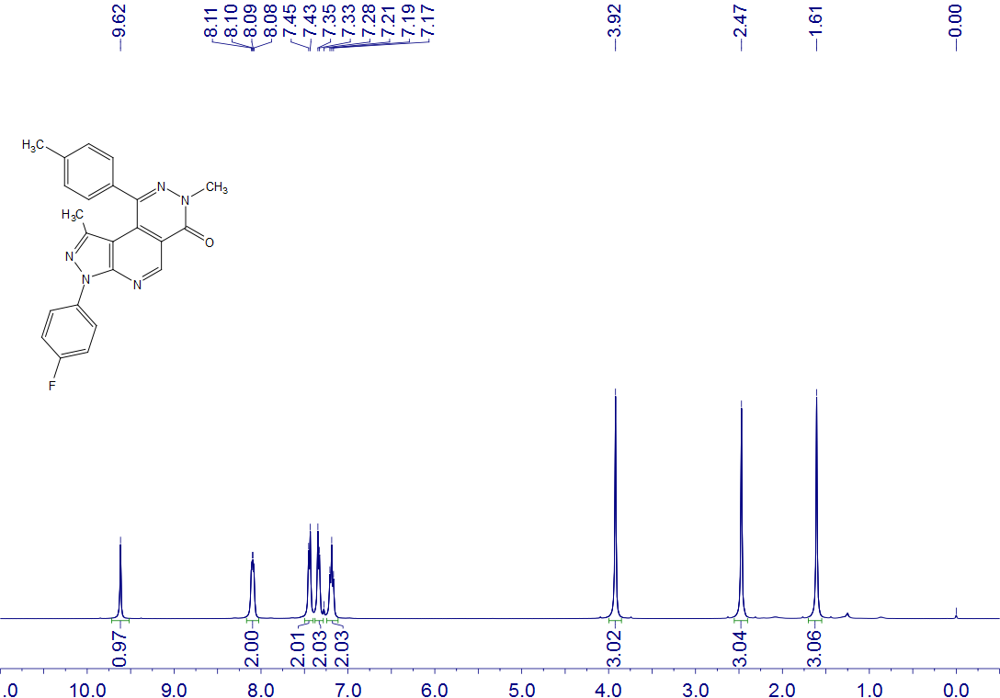 9.62
8.11
8.10
8.09
8.08
7.45
7.43
7.35
7.33
7.28
7.21
7.19
7.17
3.92
2.47
1.61
0.00
H₃C
N
N
CH₃
H₃C
O
N
N
N
F
0.97
2.00
2.01
2.03
2.03
3.02
3.04
3.06
.0 10.0 9.0 8.0 7.0 6.0 5.0 4.0 3.0 2.0 1.0 0.0